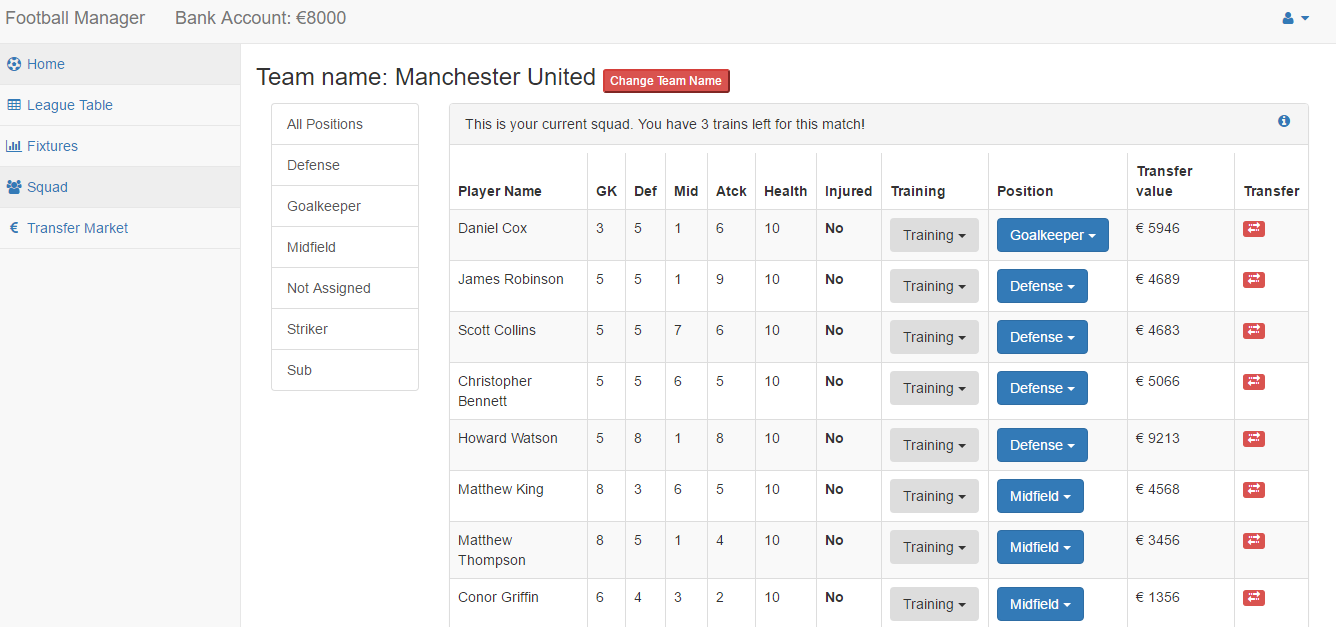 Football Manager Bank Account: €8000
Home
League Table
Fixtures
Squad
€ Transfer Market
Team name: Manchester United Change Team Name
All Positions
Defense
Goalkeeper
Midfield
Not Assigned
Striker
Sub
This is your current squad. You have 3 trains left for this match!
Player Name GK Def Mid Atck Health Injured Training Position Transfer value Transfer
Daniel Cox 3 5 1 6 10 No Training Goalkeeper € 5946
James Robinson 5 5 1 9 10 No Training Defense € 4689
Scott Collins 5 5 7 6 10 No Training Defense € 4683
Christopher Bennett 5 5 6 5 10 No Training Defense € 5066
Howard Watson 5 8 1 8 10 No Training Defense € 9213
Matthew King 8 3 6 5 10 No Training Midfield € 4568
Matthew Thompson 8 5 1 4 10 No Training Midfield € 3456
Conor Griffin 6 4 3 2 10 No Training Midfield € 1356